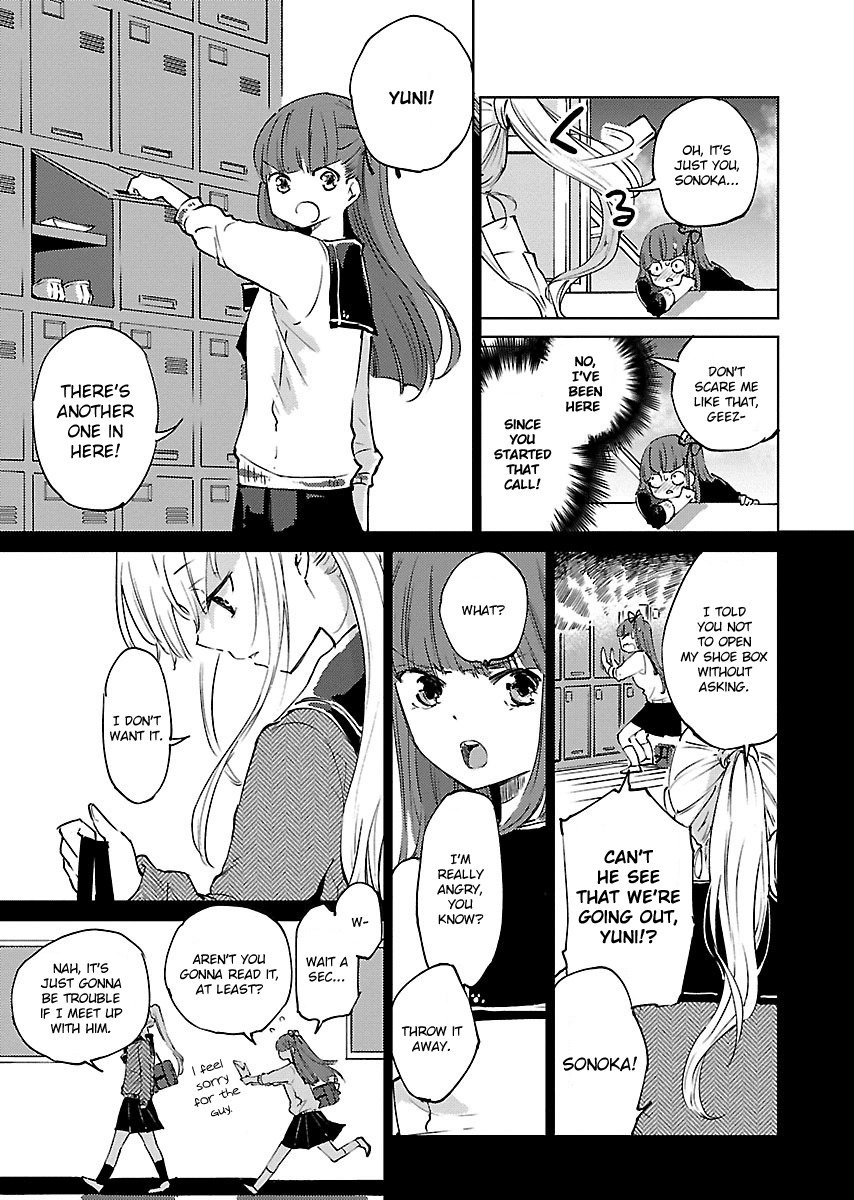 OH, IT'S
JUST YOU,
SONOKA...
くる
DON'T
SCARE ME
LIKE THAT,
GEEZ-
NO,
I'VE
BEEN
HERE
SINCE
YOU
STARTED
THAT
CALL!
YUNI!
THERE'S
ANOTHER
ONE IN
HERE!
I TOLD
YOU NOT
TO OPEN
MY SHOE BOX
WITHOUT
ASKING.
CAN'T
HE SEE
THAT WE'RE
GOING OUT,
YUNI!?
SONOKA!
WHAT?
I'M
REALLY
ANGRY,
YOU
KNOW?
THROW IT
AWAY.
I DON'T
WANT IT.
W-
WAIT A
SEC...
AREN'T YOU
GONNA READ IT,
AT LEAST?
I feel
sorry
for the
guy.
NAH, IT'S
JUST GONNA
BE TROUBLE
IF I MEET UP
WITH HIM.